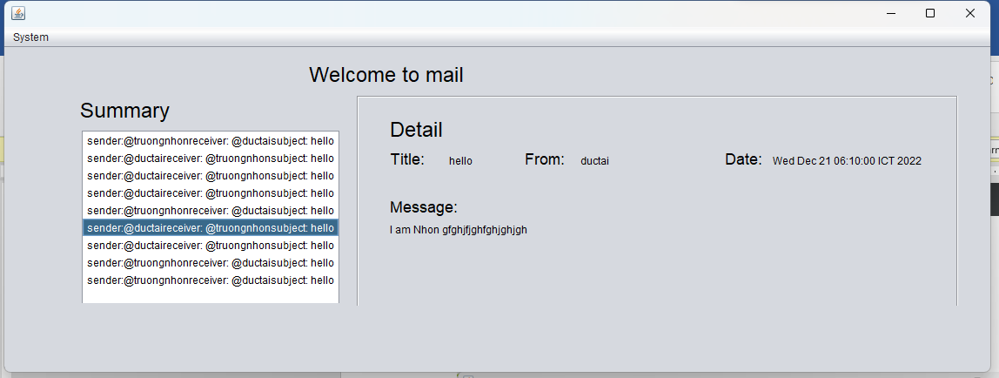 System
Welcome to mail
Summary
sender:@truongnhonreceiver: @ductaisubject: hello
sender:@ductaireceiver: @truongnhonsubject: hello
sender:@ductaireceiver: @truongnhonsubject: hello
sender:@ductaireceiver: @truongnhonsubject: hello
sender:@truongnhonreceiver: @ductaisubject: hello
sender:@ductaireceiver: @truongnhonsubject: hello
sender:@ductaireceiver: @truongnhonsubject: hello
sender:@truongnhonreceiver: @ductaisubject: hello
sender:@truongnhonreceiver: @ductaisubject: hello
Detail
Title: hello From: ductai Date: Wed Dec 21 06:10:00 ICT 2022
Message:
I am Nhon gfghjfjghfghjghjgh